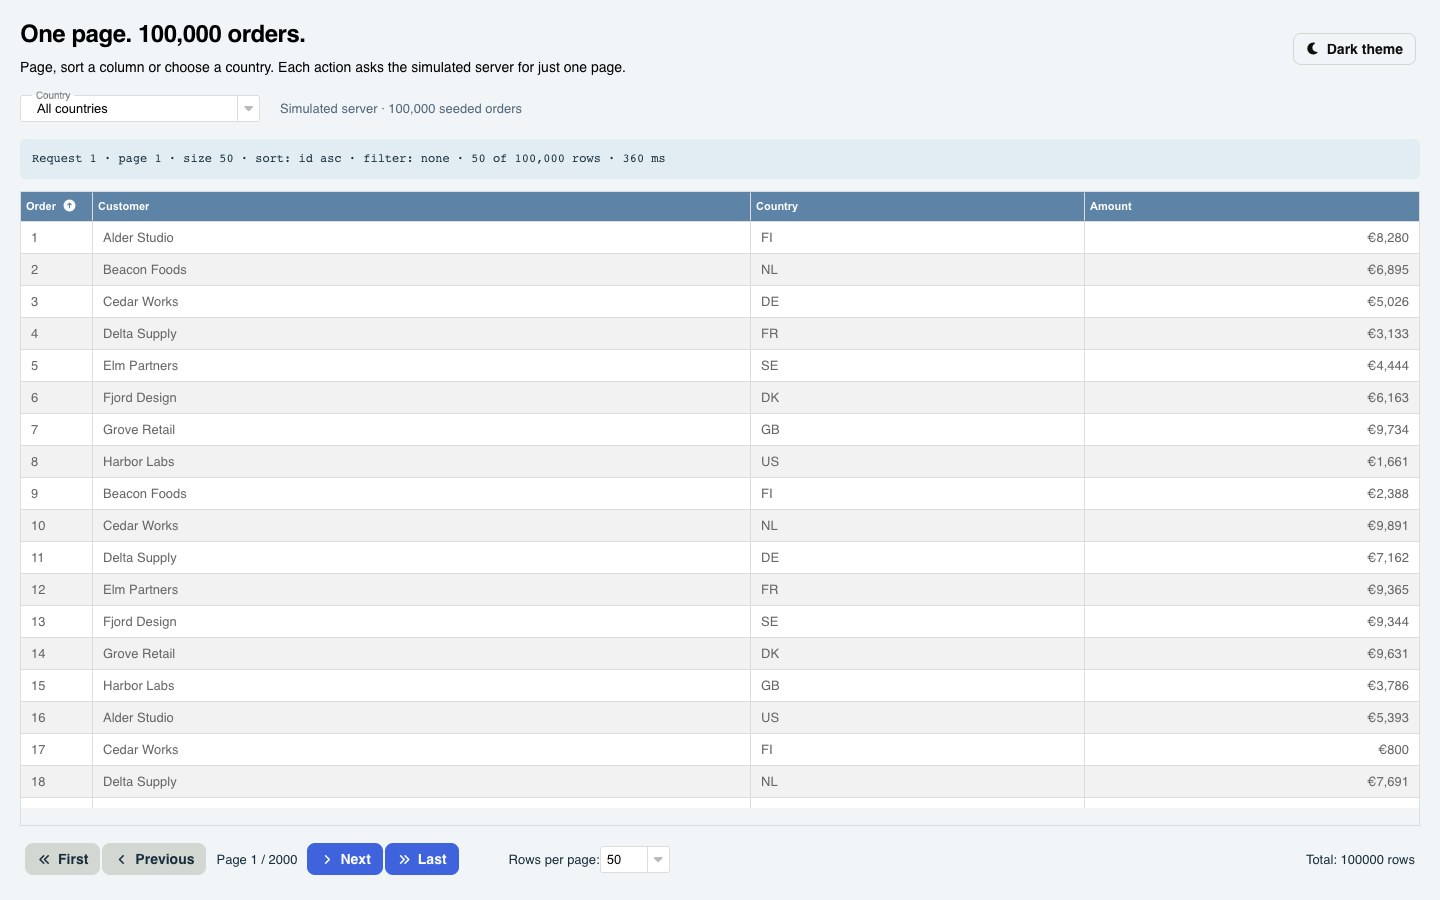 One page. 100,000 orders.
Dark theme
Page, sort a column or choose a country. Each action asks the simulated server for just one page.
Country
All countries
Simulated server · 100,000 seeded orders
Request 1 · page 1 · size 50 · sort: id asc · filter: none · 50 of 100,000 rows · 360 ms
Order Customer Country Amount
1 Alder Studio FI €8,280
2 Beacon Foods NL €6,895
3 Cedar Works DE €5,026
4 Delta Supply FR €3,133
5 Elm Partners SE €4,444
6 Fjord Design DK €6,163
7 Grove Retail GB €9,734
8 Harbor Labs US €1,661
9 Beacon Foods FI €2,388
10 Cedar Works NL €9,891
11 Delta Supply DE €7,162
12 Elm Partners FR €9,365
13 Fjord Design SE €9,344
14 Grove Retail DK €9,631
15 Harbor Labs GB €3,786
16 Alder Studio US €5,393
17 Cedar Works FI €800
18 Delta Supply NL €7,691
First Previous Page 1 / 2000 Next Last Rows per page: 50 Total: 100000 rows